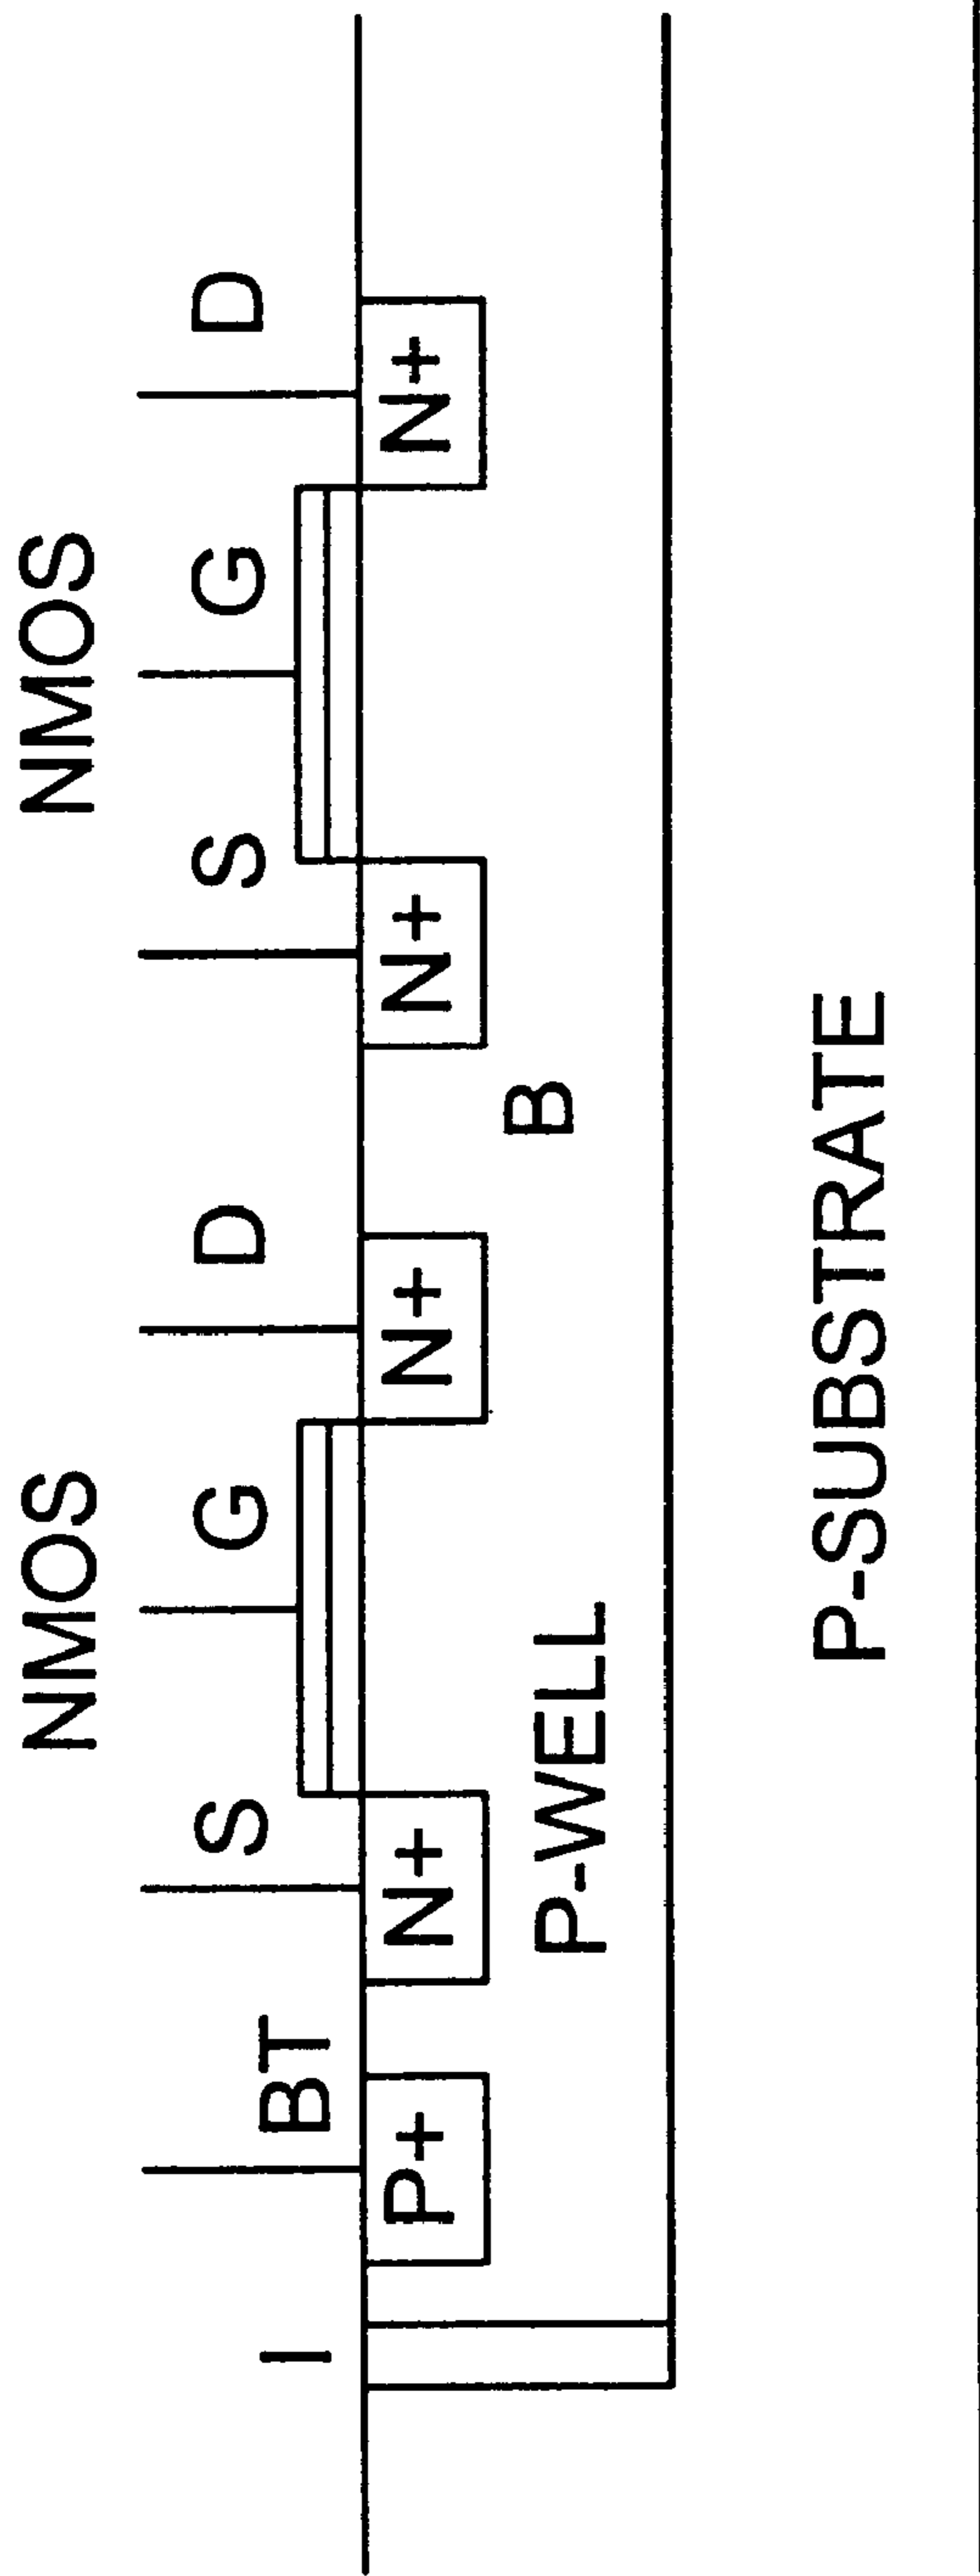 NMOS
NMOS
I
BT
S
G
D
S
G
D
P+
N+
N+
N+
N+
P-WELL
B
P-SUBSTRATE